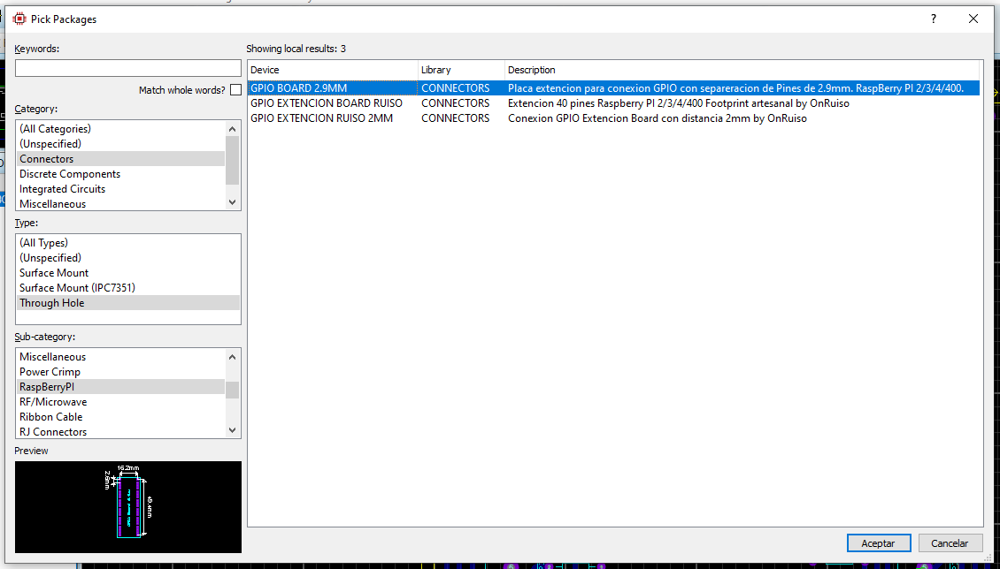 Pick Packages
?
Keywords:
Match whole words?
Category:
(All Categories)
(Unspecified)
Connectors
Discrete Components
Integrated Circuits
Miscellaneous
Type:
(All Types)
(Unspecified)
Surface Mount
Surface Mount (IPC7351)
Through Hole
Sub-category:
Miscellaneous
Power Crimp
RaspBerryPI
RF/Microwave
Ribbon Cable
RJ Connectors
Preview
16.2mm
Showing local results: 3
Device Library Description
GPIO BOARD 2.9MM CONNECTORS Placa extencion para conexion GPIO con separeracion de Pines de 2.9mm. RaspBerry PI 2/3/4/400.
GPIO EXTENCION BOARD RUISO CONNECTORS Extencion 40 pines Raspberry PI 2/3/4/400 Footprint artesanal by OnRuiso
GPIO EXTENCION RUISO 2MM CONNECTORS Conexion GPIO Extencion Board con distancia 2mm by OnRuiso
Aceptar
Cancelar